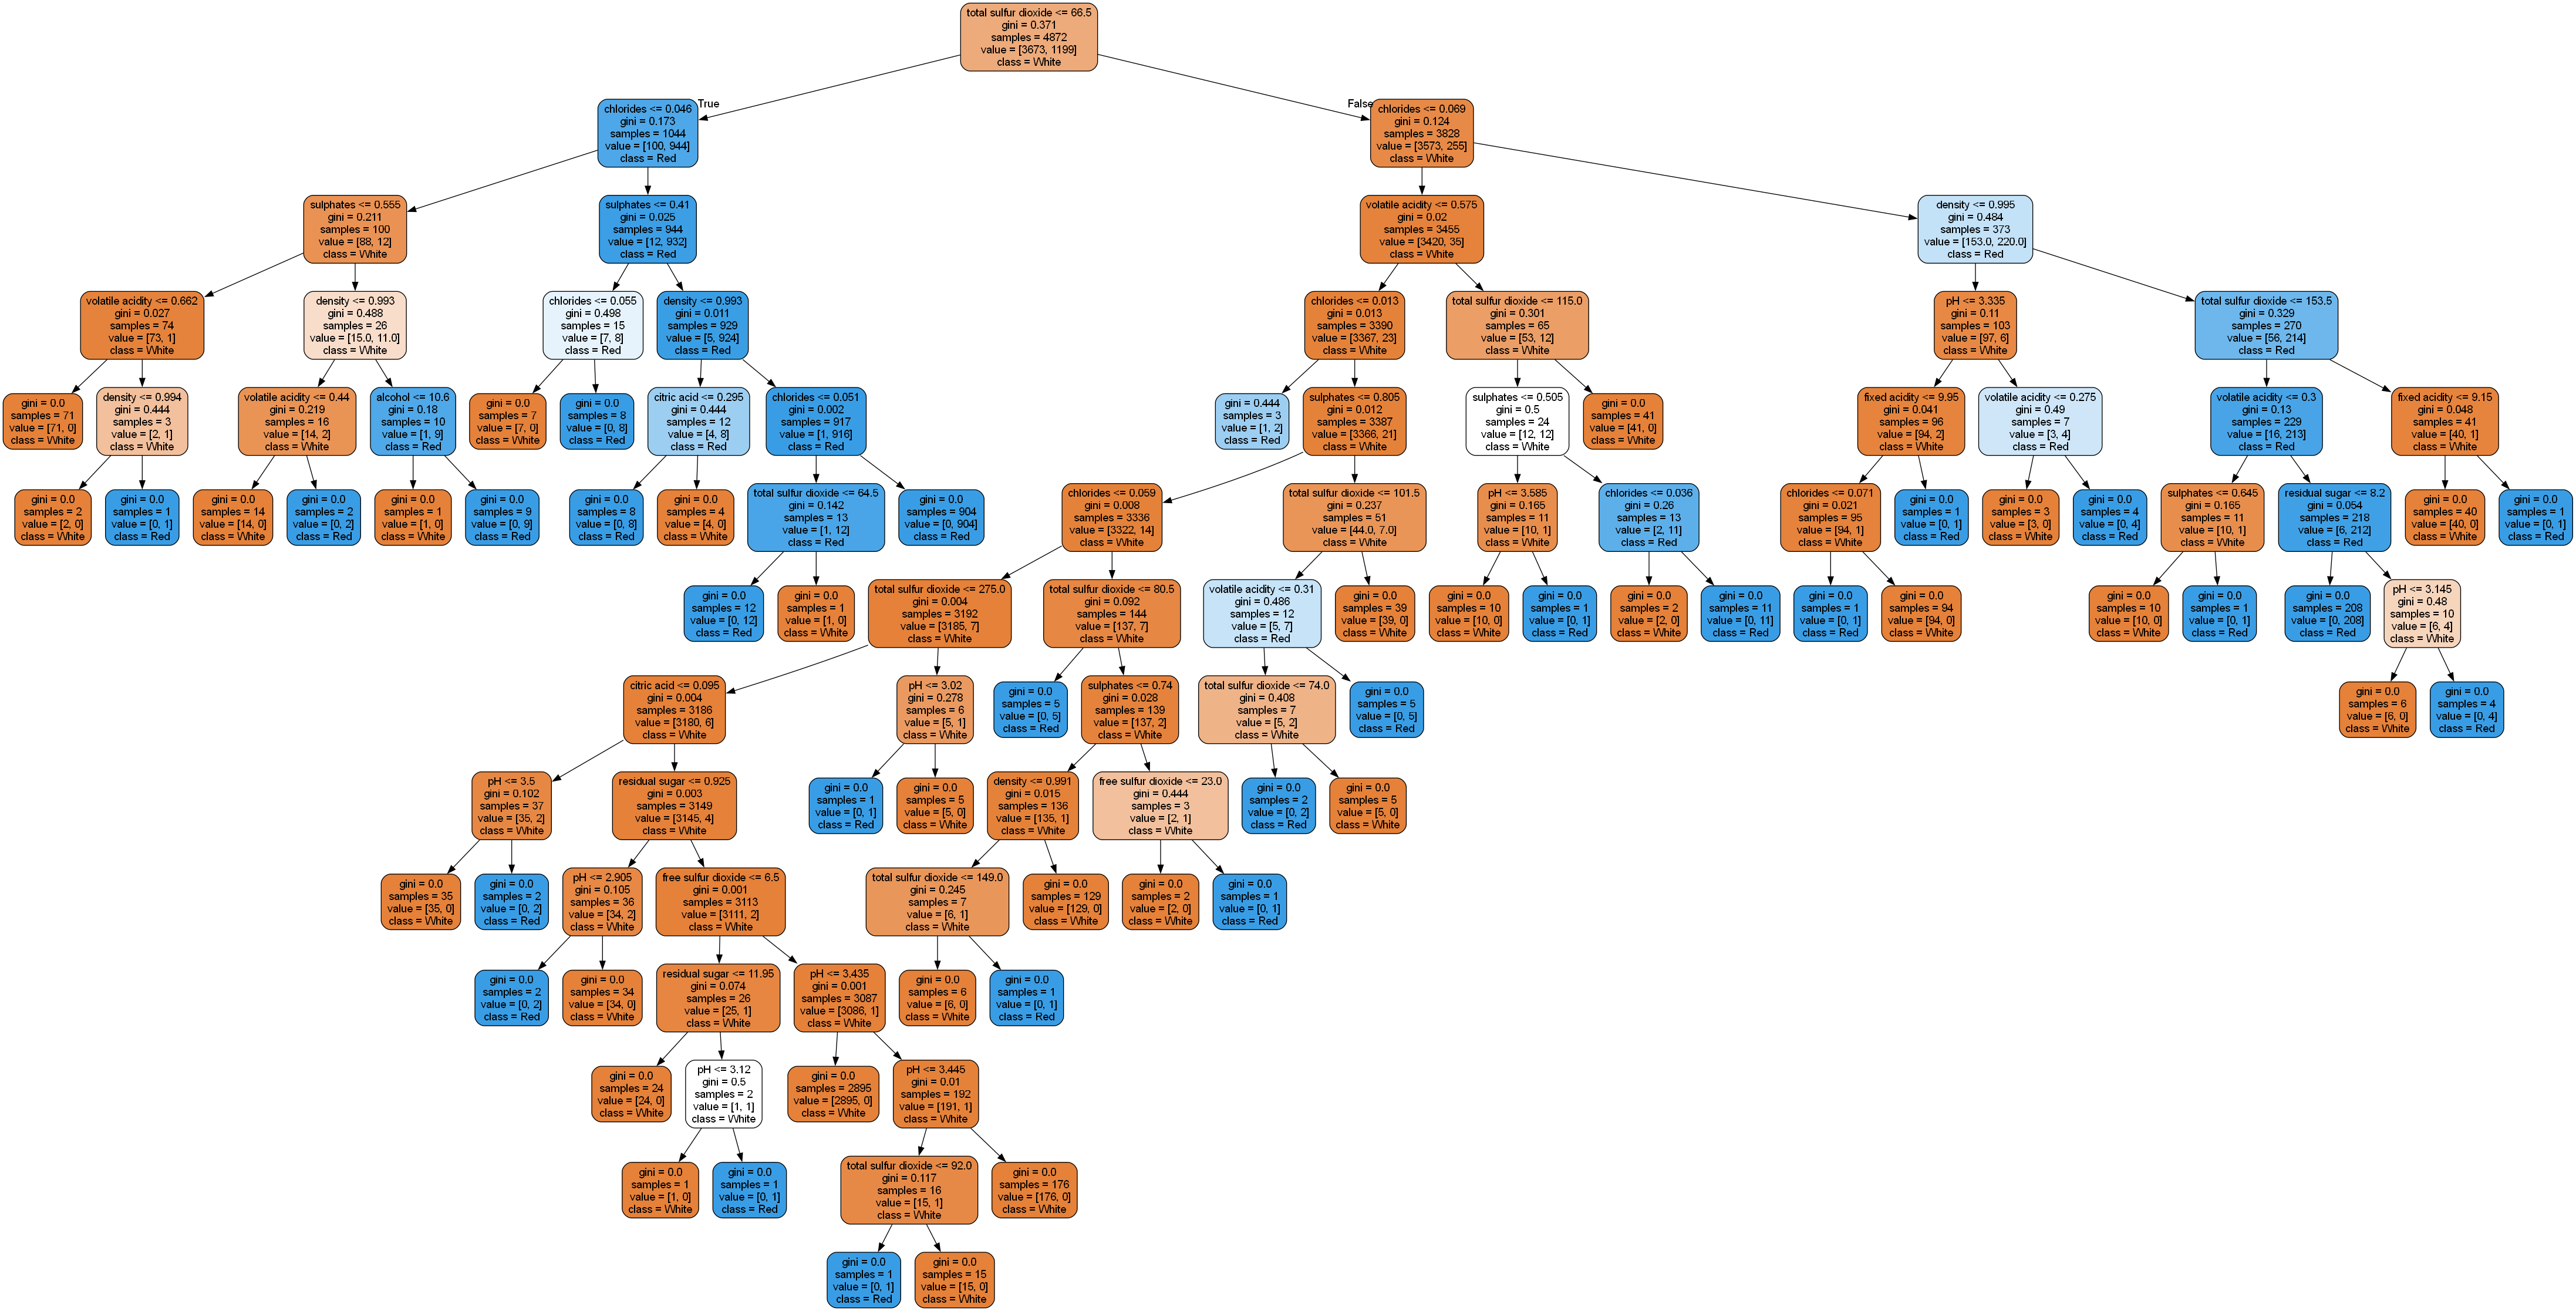 total sulfur dioxide <= 66.5
gini = 0.371
samples = 4872
value = [3673, 1199]
class = White
True
False
chlorides <= 0.046
gini = 0.173
samples = 1044
value = [100, 944]
class = Red
chlorides <= 0.069
gini = 0.124
samples = 3828
value = [3573, 255]
class = White
sulphates <= 0.555
gini = 0.211
samples = 100
value = [88, 12]
class = White
sulphates <= 0.41
gini = 0.025
samples = 944
value = [12, 932]
class = Red
volatile acidity <= 0.575
gini = 0.02
samples = 3455
value = [3420, 35]
class = White
density <= 0.995
gini = 0.484
samples = 373
value = [153.0, 220.0]
class = Red
volatile acidity <= 0.662
gini = 0.027
samples = 74
value = [73, 1]
class = White
density <= 0.993
gini = 0.488
samples = 26
value = [15.0, 11.0]
class = White
chlorides <= 0.055
gini = 0.498
samples = 15
value = [7, 8]
class = Red
density <= 0.993
gini = 0.011
samples = 929
value = [5, 924]
class = Red
chlorides <= 0.013
gini = 0.013
samples = 3390
value = [3367, 23]
class = White
total sulfur dioxide <= 115.0
gini = 0.301
samples = 65
value = [53, 12]
class = White
pH <= 3.335
gini = 0.11
samples = 103
value = [97, 6]
class = White
total sulfur dioxide <= 153.5
gini = 0.329
samples = 270
value = [56, 214]
class = Red
gini = 0.0
samples = 71
value = [71, 0]
class = White
density <= 0.994
gini = 0.444
samples = 3
value = [2, 1]
class = White
volatile acidity <= 0.44
gini = 0.219
samples = 16
value = [14, 2]
class = White
alcohol <= 10.6
gini = 0.18
samples = 10
value = [1, 9]
class = Red
gini = 0.0
samples = 7
value = [7, 0]
class = White
gini = 0.0
samples = 8
value = [0, 8]
class = Red
citric acid <= 0.295
gini = 0.444
samples = 12
value = [4, 8]
class = Red
chlorides <= 0.051
gini = 0.002
samples = 917
value = [1, 916]
class = Red
gini = 0.444
samples = 3
value = [1, 2]
class = Red
sulphates <= 0.805
gini = 0.012
samples = 3387
value = [3366, 21]
class = White
sulphates <= 0.505
gini = 0.5
samples = 24
value = [12, 12]
class = White
gini = 0.0
samples = 41
value = [41, 0]
class = White
fixed acidity <= 9.95
gini = 0.041
samples = 96
value = [94, 2]
class = White
volatile acidity <= 0.275
gini = 0.49
samples = 7
value = [3, 4]
class = Red
volatile acidity <= 0.3
gini = 0.13
samples = 229
value = [16, 213]
class = Red
fixed acidity <= 9.15
gini = 0.048
samples = 41
value = [40, 1]
class = White
gini = 0.0
samples = 2
value = [2, 0]
class = White
gini = 0.0
samples = 1
value = [0, 1]
class = Red
gini = 0.0
samples = 14
value = [14, 0]
class = White
gini = 0.0
samples = 2
value = [0, 2]
class = Red
gini = 0.0
samples = 1
value = [1, 0]
class = White
gini = 0.0
samples = 9
value = [0, 9]
class = Red
gini = 0.0
samples = 8
value = [0, 8]
class = Red
gini = 0.0
samples = 4
value = [4, 0]
class = White
total sulfur dioxide <= 64.5
gini = 0.142
samples = 13
value = [1, 12]
class = Red
gini = 0.0
samples = 904
value = [0, 904]
class = Red
chlorides <= 0.059
gini = 0.008
samples = 3336
value = [3322, 14]
class = White
total sulfur dioxide <= 101.5
gini = 0.237
samples = 51
value = [44.0, 7.0]
class = White
pH <= 3.585
gini = 0.165
samples = 11
value = [10, 1]
class = White
chlorides <= 0.036
gini = 0.26
samples = 13
value = [2, 11]
class = Red
chlorides <= 0.071
gini = 0.021
samples = 95
value = [94, 1]
class = White
gini = 0.0
samples = 1
value = [0, 1]
class = Red
gini = 0.0
samples = 3
value = [3, 0]
class = White
gini = 0.0
samples = 4
value = [0, 4]
class = Red
sulphates <= 0.645
gini = 0.165
samples = 11
value = [10, 1]
class = White
residual sugar <= 8.2
gini = 0.054
samples = 218
value = [6, 212]
class = Red
gini = 0.0
samples = 40
value = [40, 0]
class = White
gini = 0.0
samples = 1
value = [0, 1]
class = Red
gini = 0.0
samples = 12
value = [0, 12]
class = Red
gini = 0.0
samples = 1
value = [1, 0]
class = White
total sulfur dioxide <= 275.0
gini = 0.004
samples = 3192
value = [3185, 7]
class = White
total sulfur dioxide <= 80.5
gini = 0.092
samples = 144
value = [137, 7]
class = White
volatile acidity <= 0.31
gini = 0.486
samples = 12
value = [5, 7]
class = Red
gini = 0.0
samples = 39
value = [39, 0]
class = White
gini = 0.0
samples = 10
value = [10, 0]
class = White
gini = 0.0
samples = 1
value = [0, 1]
class = Red
gini = 0.0
samples = 2
value = [2, 0]
class = White
gini = 0.0
samples = 11
value = [0, 11]
class = Red
gini = 0.0
samples = 1
value = [0, 1]
class = Red
gini = 0.0
samples = 94
value = [94, 0]
class = White
gini = 0.0
samples = 10
value = [10, 0]
class = White
gini = 0.0
samples = 1
value = [0, 1]
class = Red
gini = 0.0
samples = 208
value = [0, 208]
class = Red
pH <= 3.145
gini = 0.48
samples = 10
value = [6, 4]
class = White
citric acid <= 0.095
gini = 0.004
samples = 3186
value = [3180, 6]
class = White
pH <= 3.02
gini = 0.278
samples = 6
value = [5, 1]
class = White
gini = 0.0
samples = 5
value = [0, 5]
class = Red
sulphates <= 0.74
gini = 0.028
samples = 139
value = [137, 2]
class = White
total sulfur dioxide <= 74.0
gini = 0.408
samples = 7
value = [5, 2]
class = White
gini = 0.0
samples = 5
value = [0, 5]
class = Red
gini = 0.0
samples = 6
value = [6, 0]
class = White
gini = 0.0
samples = 4
value = [0, 4]
class = Red
pH <= 3.5
gini = 0.102
samples = 37
value = [35, 2]
class = White
residual sugar <= 0.925
gini = 0.003
samples = 3149
value = [3145, 4]
class = White
gini = 0.0
samples = 1
value = [0, 1]
class = Red
gini = 0.0
samples = 5
value = [5, 0]
class = White
density <= 0.991
gini = 0.015
samples = 136
value = [135, 1]
class = White
free sulfur dioxide <= 23.0
gini = 0.444
samples = 3
value = [2, 1]
class = White
gini = 0.0
samples = 2
value = [0, 2]
class = Red
gini = 0.0
samples = 5
value = [5, 0]
class = White
gini = 0.0
samples = 35
value = [35, 0]
class = White
gini = 0.0
samples = 2
value = [0, 2]
class = Red
pH <= 2.905
gini = 0.105
samples = 36
value = [34, 2]
class = White
free sulfur dioxide <= 6.5
gini = 0.001
samples = 3113
value = [3111, 2]
class = White
total sulfur dioxide <= 149.0
gini = 0.245
samples = 7
value = [6, 1]
class = White
gini = 0.0
samples = 129
value = [129, 0]
class = White
gini = 0.0
samples = 2
value = [2, 0]
class = White
gini = 0.0
samples = 1
value = [0, 1]
class = Red
gini = 0.0
samples = 2
value = [0, 2]
class = Red
gini = 0.0
samples = 34
value = [34, 0]
class = White
residual sugar <= 11.95
gini = 0.074
samples = 26
value = [25, 1]
class = White
pH <= 3.435
gini = 0.001
samples = 3087
value = [3086, 1]
class = White
gini = 0.0
samples = 6
value = [6, 0]
class = White
gini = 0.0
samples = 1
value = [0, 1]
class = Red
gini = 0.0
samples = 24
value = [24, 0]
class = White
pH <= 3.12
gini = 0.5
samples = 2
value = [1, 1]
class = White
gini = 0.0
samples = 2895
value = [2895, 0]
class = White
pH <= 3.445
gini = 0.01
samples = 192
value = [191, 1]
class = White
gini = 0.0
samples = 1
value = [1, 0]
class = White
gini = 0.0
samples = 1
value = [0, 1]
class = Red
total sulfur dioxide <= 92.0
gini = 0.117
samples = 16
value = [15, 1]
class = White
gini = 0.0
samples = 176
value = [176, 0]
class = White
gini = 0.0
samples = 1
value = [0, 1]
class = Red
gini = 0.0
samples = 15
value = [15, 0]
class = White